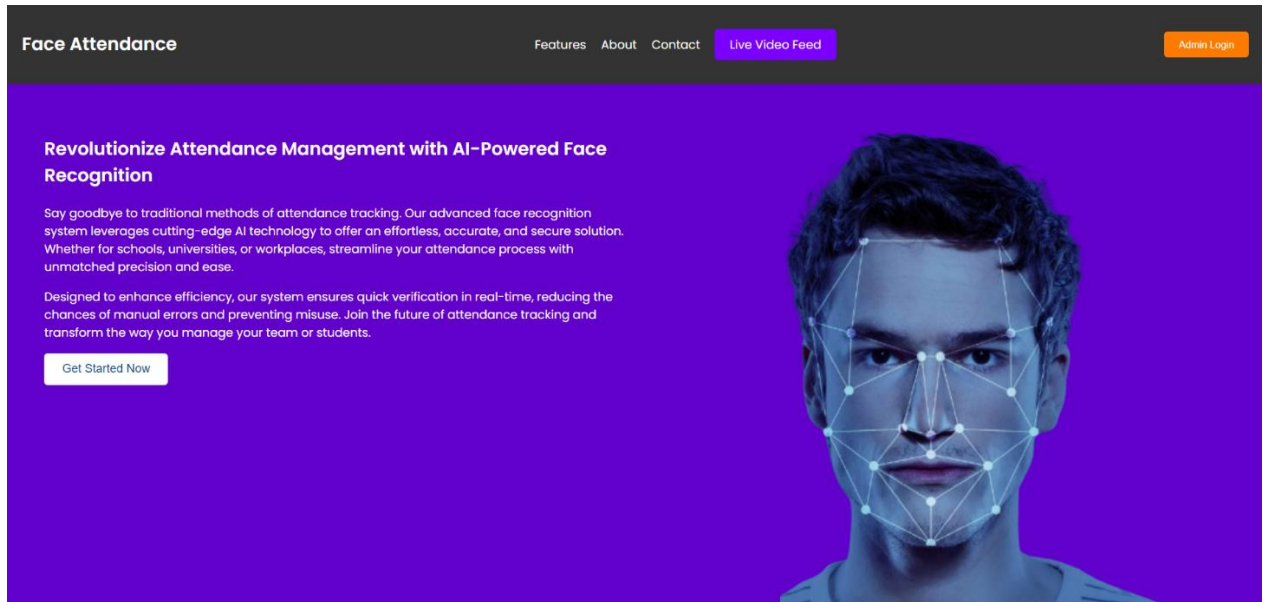 Face Attendance
Features About Contact Live Video Feed
Admin Login
Revolutionize Attendance Management with AI-Powered Face
Recognition
Say goodbye to traditional methods of attendance tracking. Our advanced face recognition
system leverages cutting-edge AI technology to offer an effortless, accurate, and secure solution.
Whether for schools, universities, or workplaces, streamline your attendance process with
unmatched precision and ease.
Designed to enhance efficiency, our system ensures quick verification in real-time, reducing the
chances of manual errors and preventing misuse. Join the future of attendance tracking and
transform the way you manage your team or students.
Get Started Now